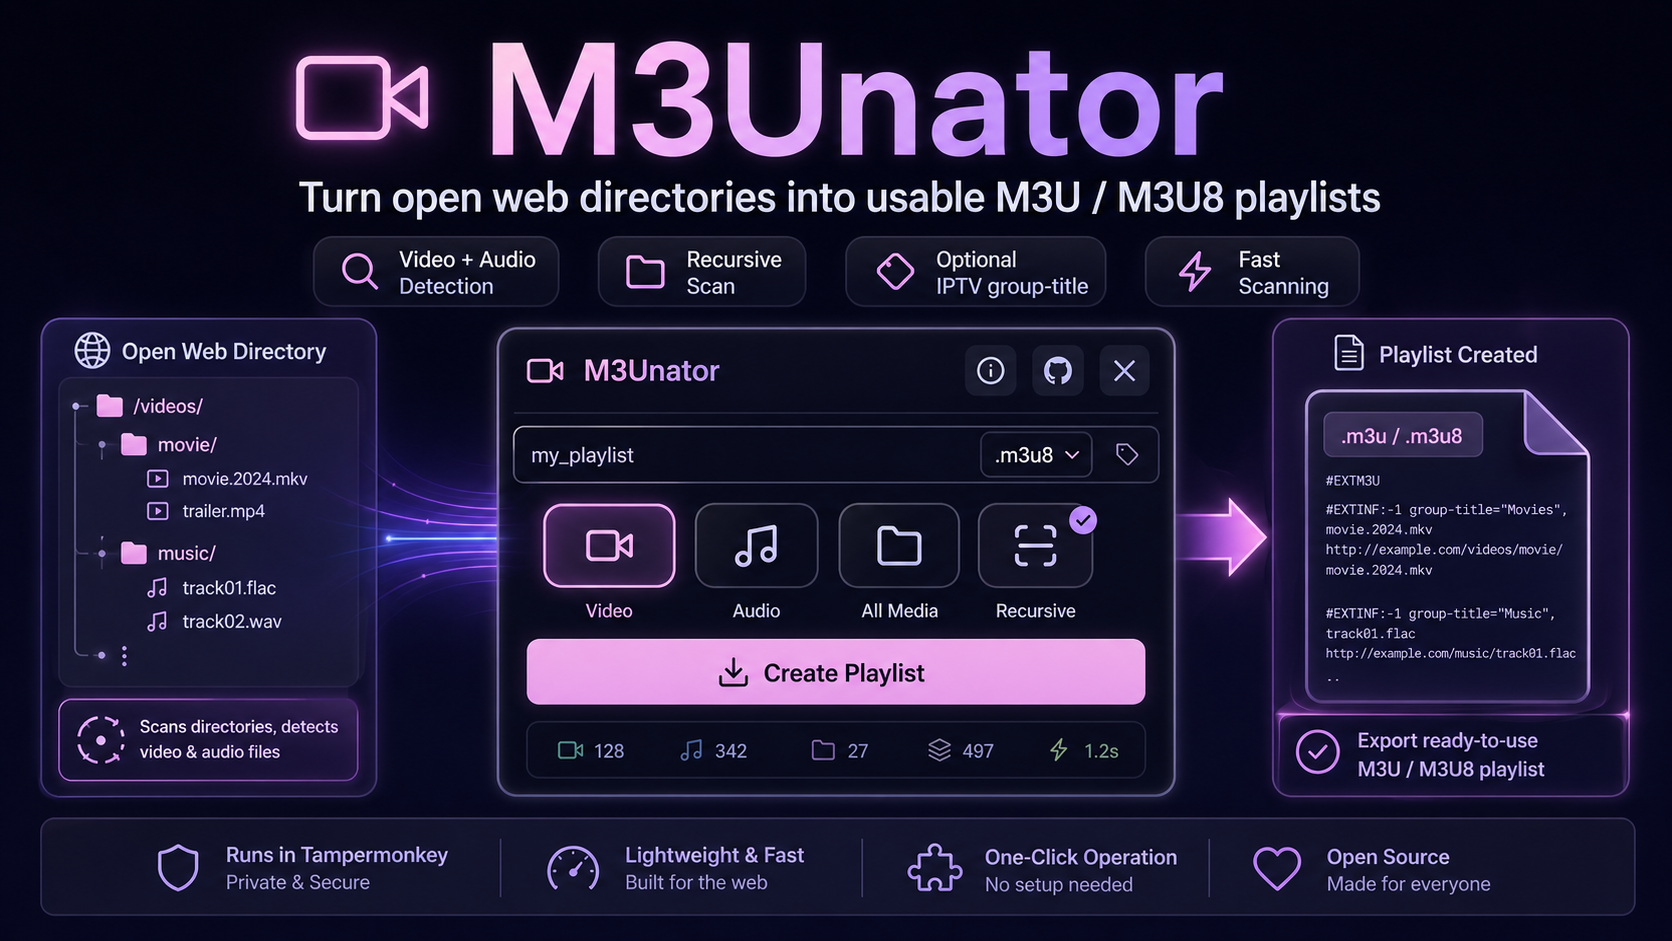 M3Unator
Turn open web directories into usable M3U / M3U8 playlists
Video + Audio
Detection
Recursive
Scan
Optional
IPTV group-title
Fast
Scanning
Open Web Directory
/videos/
movie/
movie.2024.mkv
trailer.mp4
music/
track01.flac
track02.wav
Scans directories, detects
video & audio files
M3Unator
my_playlist
.m3u8
Video
Audio
All Media
Recursive
Create Playlist
128
342
27
497
1.2s
Playlist Created
.m3u / .m3u8
#EXTM3U
#EXTINF:-1 group-title="Movies",
movie.2024.mkv
http://example.com/videos/movie/
movie.2024.mkv
#EXTINF:-1 group-title="Music",
track01.flac
http://example.com/music/track01.flac
..
Export ready-to-use
M3U / M3U8 playlist
Runs in Tampermonkey
Private & Secure
Lightweight & Fast
Built for the web
One-Click Operation
No setup needed
Open Source
Made for everyone